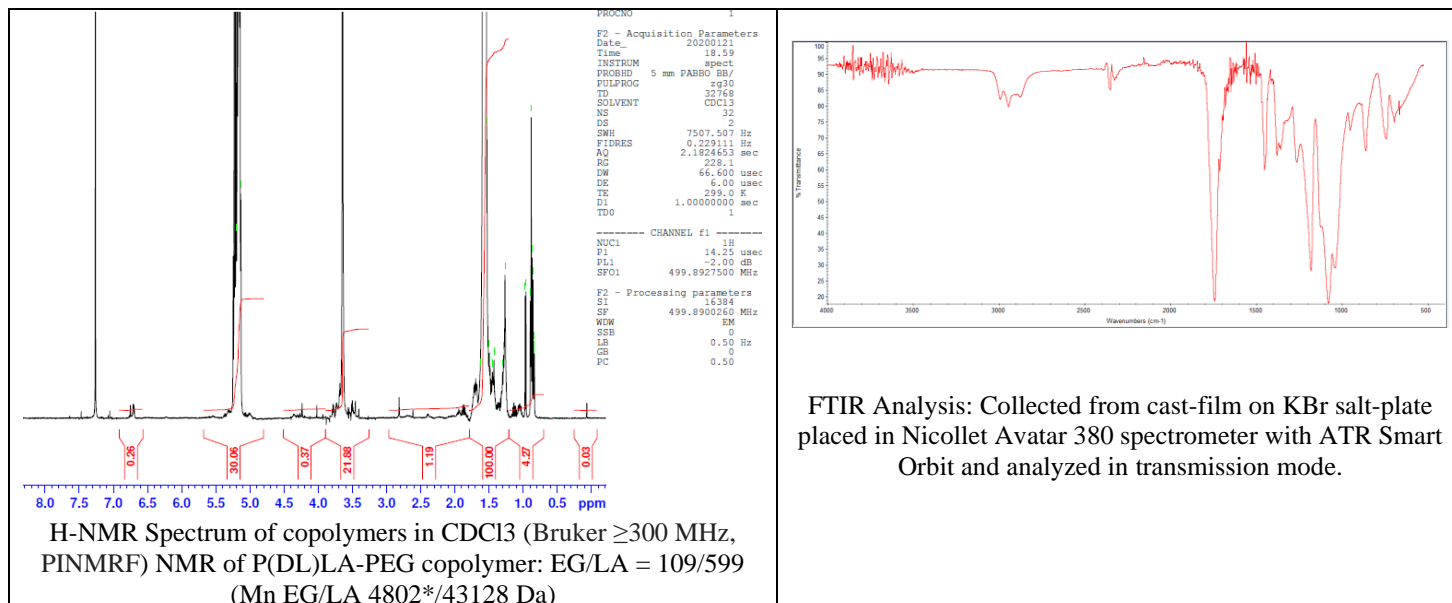 PROCNO 1
F2 - Acquisition Parameters
Date_ 20200121
Time 18.59
INSTRUM spect
PROBHD 5 mm PABBO BB/
PULPROG zg30
TD 32768
SOLVENT CDCl3
NS 32
DS 2
SWH 7507.507 Hz
FIDRES 0.229111 Hz
AQ 2.1824653 sec
RG 228.1
DW 66.600 usec
DE 6.00 usec
TE 299.0 K
D1 1.00000000 sec
TD0 1
======== CHANNEL f1 ========
NUC1 1H
P1 14.25 usec
PL1 -2.00 dB
SFO1 499.8927500 MHz
F2 - Processing parameters
SI 16384
SF 499.8900260 MHz
WDW EM
SSB 0
LB 0.50 Hz
GB 0
PC 0.50
0.26 30.06 0.37 21.88 1.19 100.00 4.27 0.03
8.0 7.5 7.0 6.5 6.0 5.5 5.0 4.5 4.0 3.5 3.0 2.5 2.0 1.5 1.0 0.5 ppm
H-NMR Spectrum of copolymers in CDCl3 (Bruker ≥300 MHz,
PINMRF) NMR of P(DL)LA-PEG copolymer: EG/LA = 109/599
(Mn EG/LA 4802*/43128 Da)
100
95
90
85
80
75
70
65
60
55
50
45
40
35
30
25
20
% Transmittance
4000 3500 3000 2500 2000 1500 1000 500
Wavenumbers (cm-1)
FTIR Analysis: Collected from cast-film on KBr salt-plate
placed in Nicollet Avatar 380 spectrometer with ATR Smart
Orbit and analyzed in transmission mode.